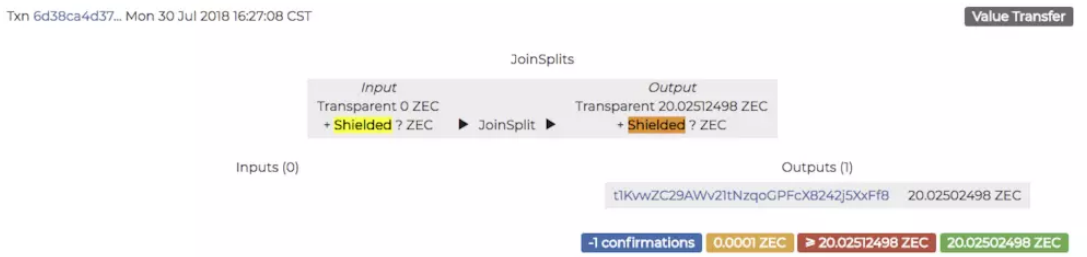 Txn 6d38ca4d37... Mon 30 Jul 2018 16:27:08 CST Value Transfer
JoinSplits
Input Output
Transparent 0 ZEC Transparent 20.02512498 ZEC
+ Shielded ? ZEC ▶ JoinSplit ▶ + Shielded ? ZEC
Inputs (0) Outputs (1)
t1KvwZC29AWv21tNzqoGPFcX8242j5XxFf8 20.02502498 ZEC
-1 confirmations 0.0001 ZEC ≥ 20.02512498 ZEC 20.02502498 ZEC